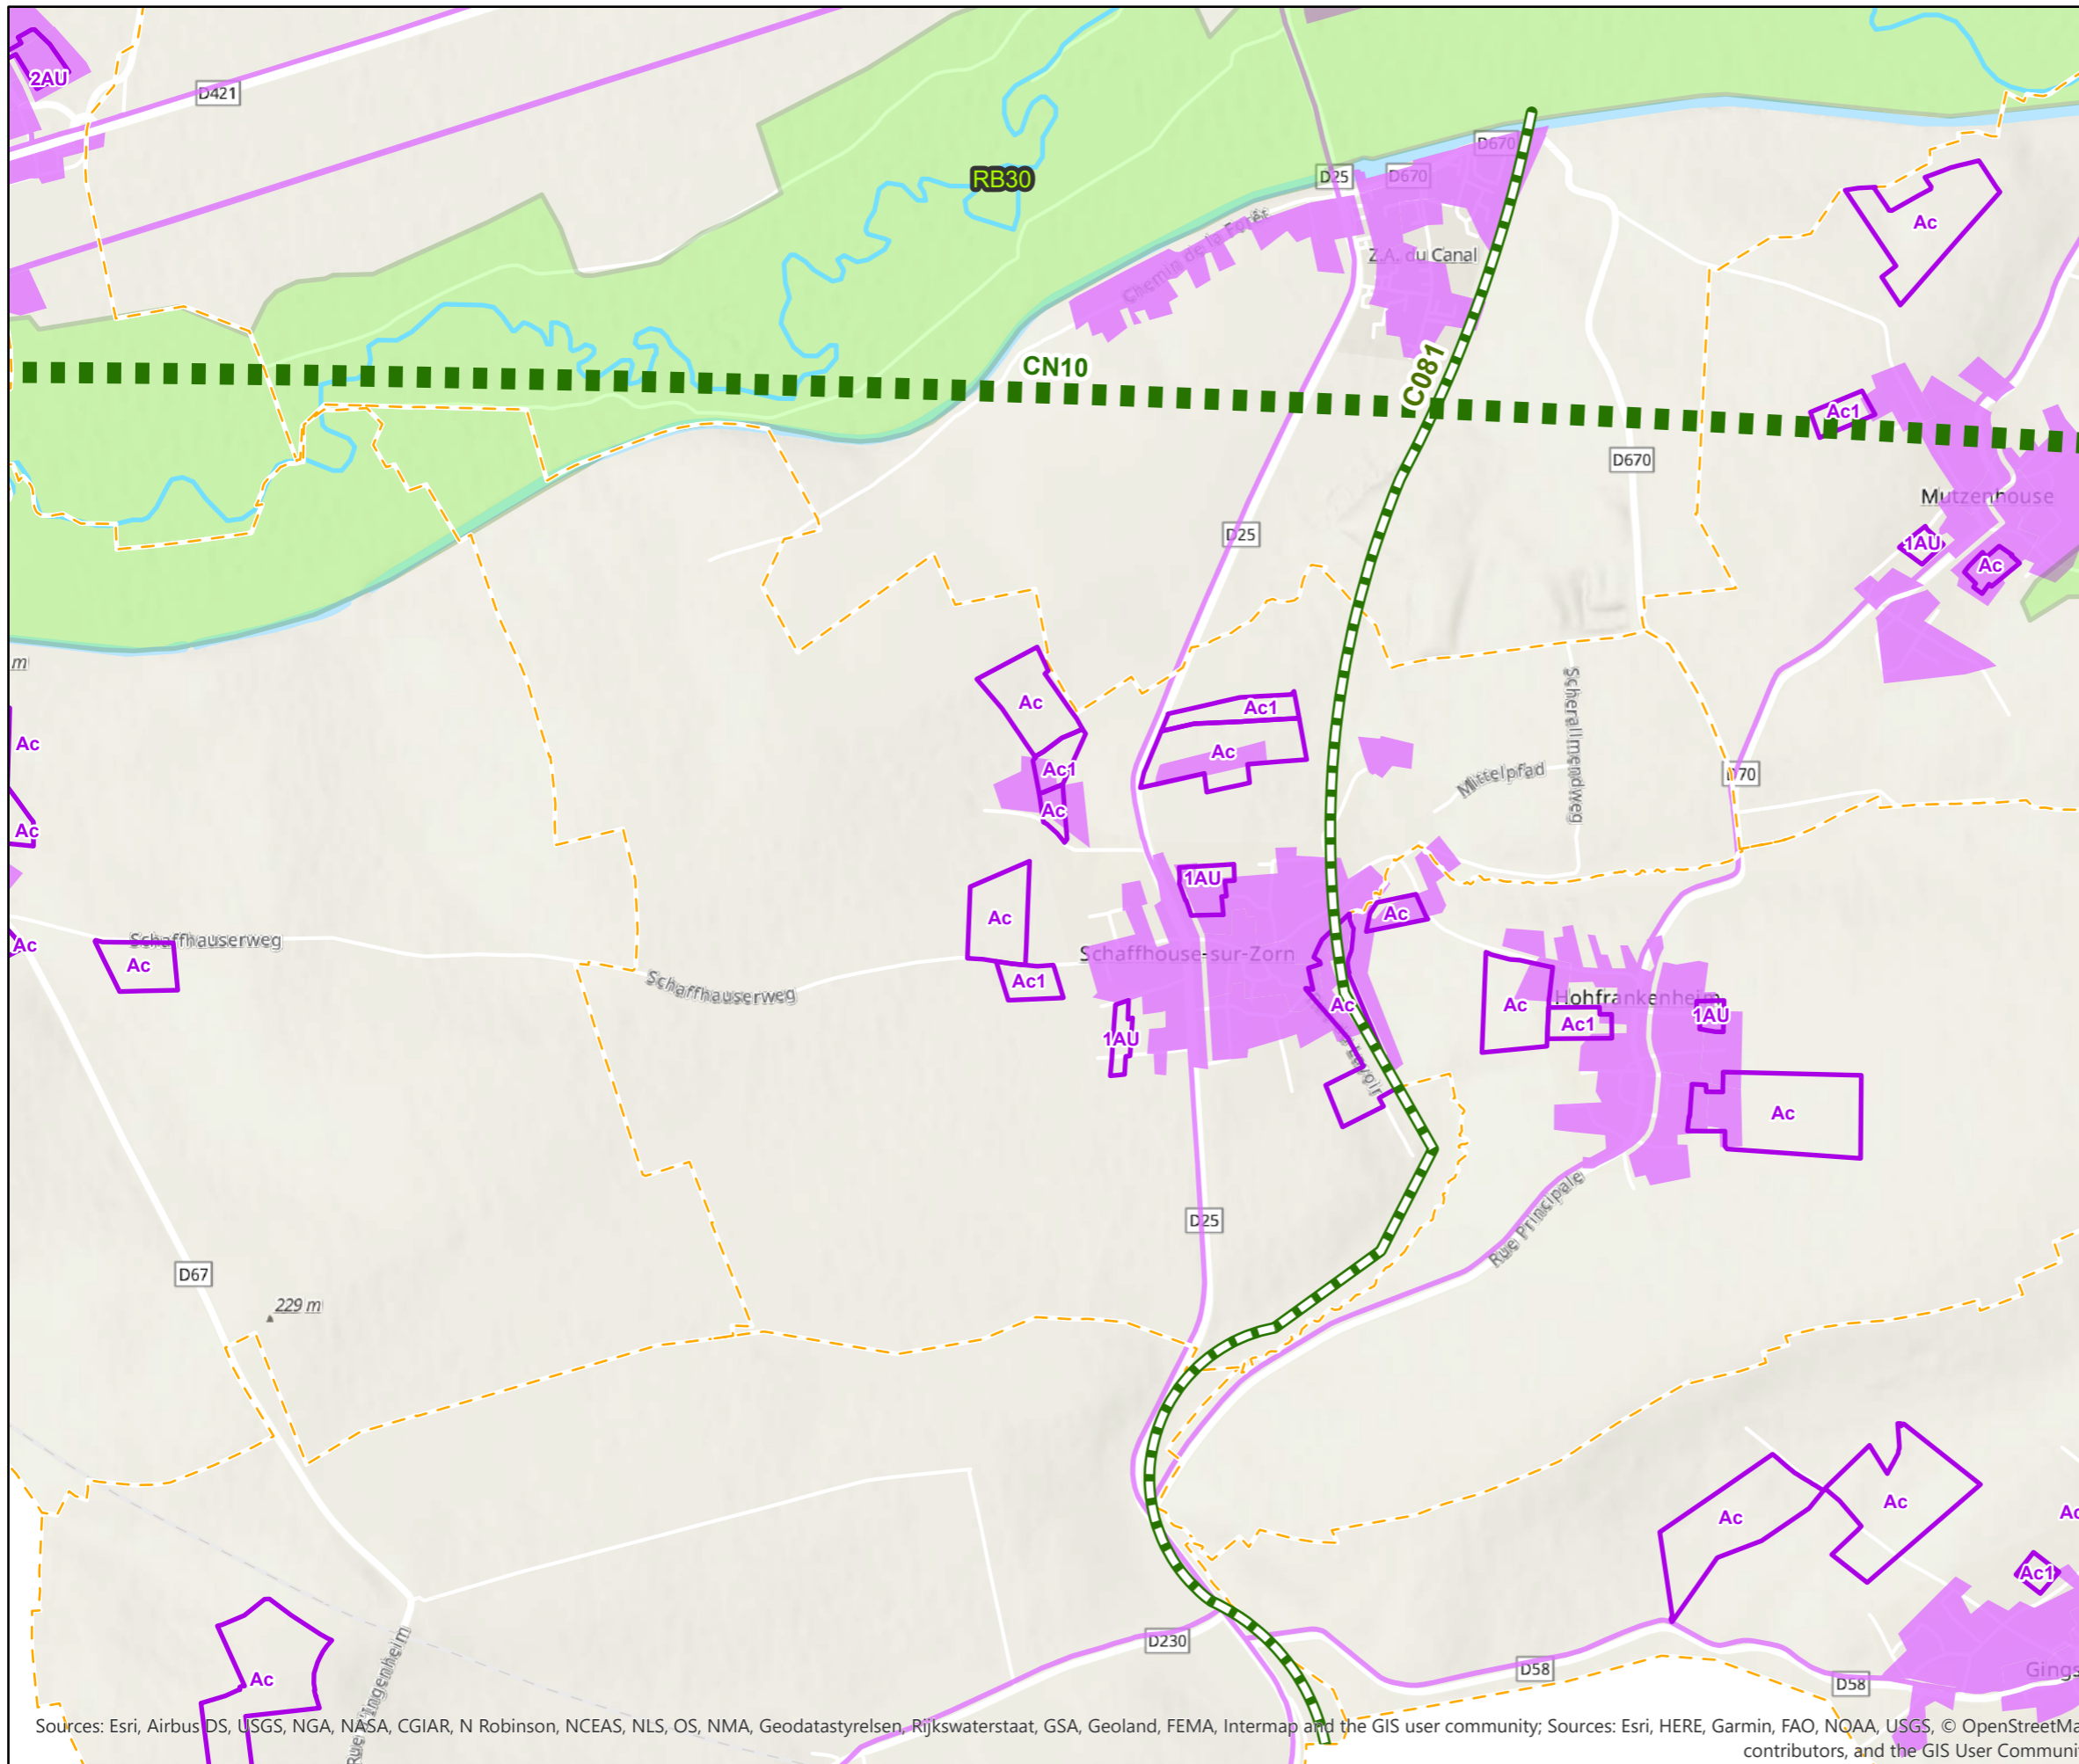 2AU
D421
RB30
D670
D25
D670
Ac
Chemin de la Forêt
Z.A. du Canal
CN10
C081
Ac1
D670
Mutzenhouse
D25
1AU
Ac
m
Ac
Ac1
Scherallmendweg
Ac
Ac
Ac1
Mittelpfad
D70
Ac
Ac
1AU
Ac
Ac
Schaffhauserweg
Ac
Ac
Schaffhouse-sur-Zorn
Schaffhauserweg
Ac1
Ac
Ac
Hohfrankenheim
Ac1
1AU
1AU
Ac
D25
Rue Principale
D67
229 m
Ac
Ac
Ac
Ac1
D230
D58
D58
Ac
Sources: Esri, Airbus DS, USGS, NGA, NASA, CGIAR, N Robinson, NCEAS, NLS, OS, NMA, Geodatastyrelsen, Rijkswaterstaat, GSA, Geoland, FEMA, Intermap and the GIS user community; Sources: Esri, HERE, Garmin, FAO, NOAA, USGS, © OpenStreetMa
contributors, and the GIS User Communit